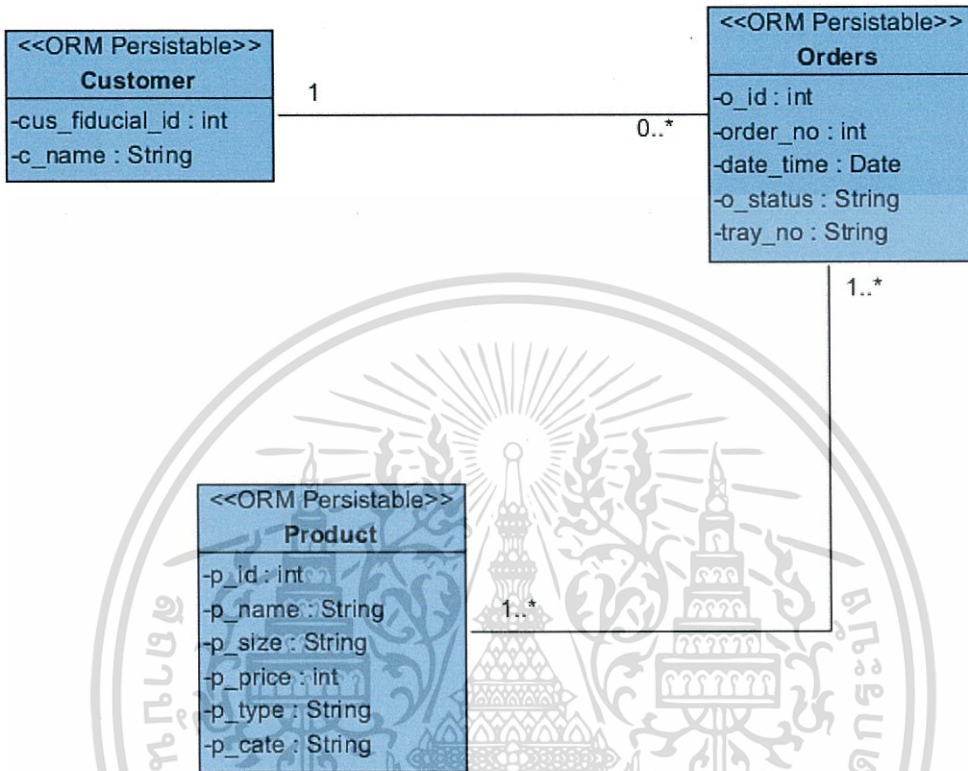 <<ORM Persistable>>
Customer
-cus_fiducial_id : int
-c_name : String
1
0..*
<<ORM Persistable>>
Orders
-o_id : int
-order_no : int
-date_time : Date
-o_status : String
-tray_no : String
1..*
<<ORM Persistable>>
Product
-p_id : int
-p_name : String
-p_size : String
-p_price : int
-p_type : String
-p_cate : String
1..*